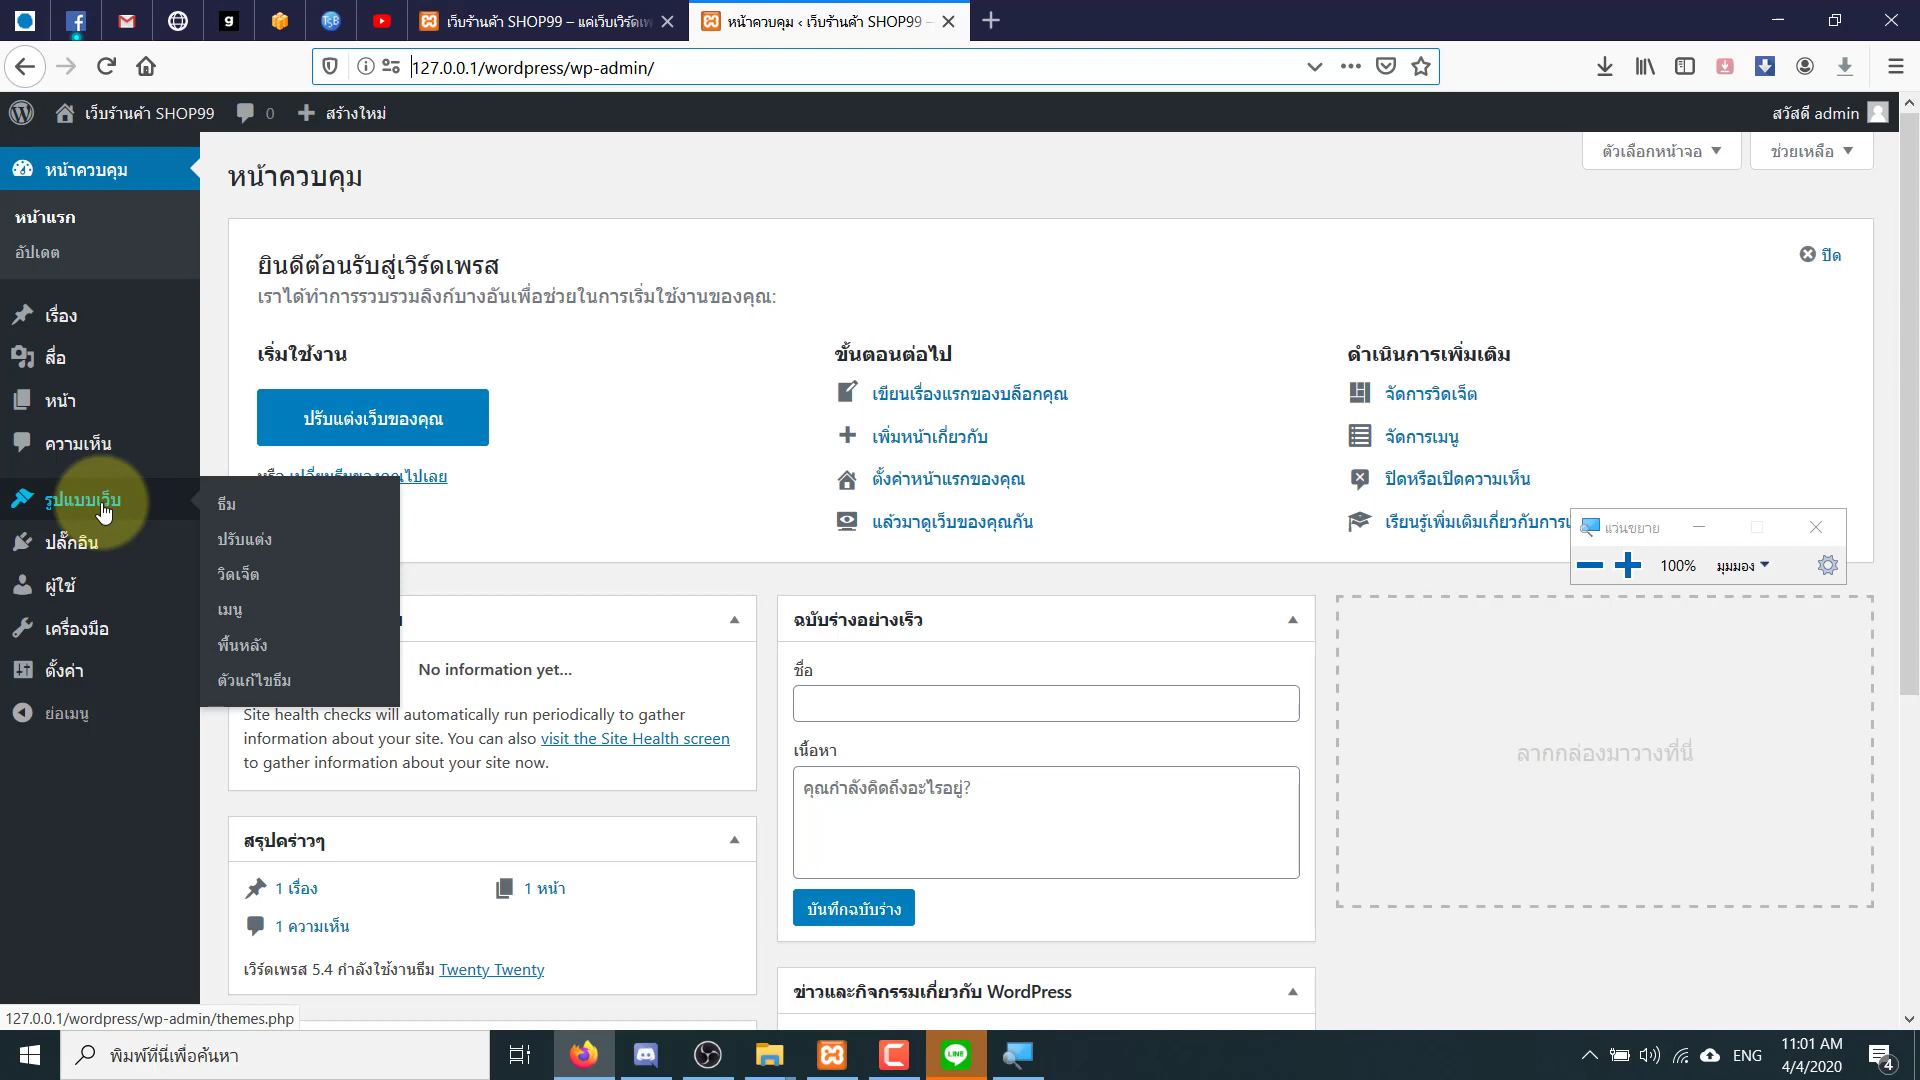 เว็บร้านค้า SHOP99 – แค่เว็บเวิร์ดเพ
หน้าควบคุม ‹ เว็บร้านค้า SHOP99 –
127.0.0.1/wordpress/wp-admin/
เว็บร้านค้า SHOP99
0
สร้างใหม่
สวัสดี admin
หน้าควบคุม
หน้าแรก
อัปเดต
เรื่อง
สื่อ
หน้า
ความเห็น
รูปแบบเว็บ
ปลั๊กอิน
ผู้ใช้
เครื่องมือ
ตั้งค่า
ย่อเมนู
ธีม
ปรับแต่ง
วิดเจ็ต
เมนู
พื้นหลัง
ตัวแก้ไขธีม
ตัวเลือกหน้าจอ
ช่วยเหลือ
หน้าควบคุม
ยินดีต้อนรับสู่เวิร์ดเพรส
เราได้ทำการรวบรวมลิงก์บางอันเพื่อช่วยในการเริ่มใช้งานของคุณ:
ปิด
เริ่มใช้งาน
ปรับแต่งเว็บของคุณ
หรือ เปลี่ยนธีมของคุณไปเลย
ขั้นตอนต่อไป
เขียนเรื่องแรกของบล็อกคุณ
เพิ่มหน้าเกี่ยวกับ
ตั้งค่าหน้าแรกของคุณ
แล้วมาดูเว็บของคุณกัน
ดำเนินการเพิ่มเติม
จัดการวิดเจ็ต
จัดการเมนู
ปิดหรือเปิดความเห็น
เรียนรู้เพิ่มเติมเกี่ยวกับการเ
แว่นขยาย
100%
มุมมอง
No information yet...
Site health checks will automatically run periodically to gather
information about your site. You can also visit the Site Health screen
to gather information about your site now.
สรุปคร่าวๆ
1 เรื่อง
1 หน้า
1 ความเห็น
เวิร์ดเพรส 5.4 กำลังใช้งานธีม Twenty Twenty
ฉบับร่างอย่างเร็ว
ชื่อ
เนื้อหา
คุณกำลังคิดถึงอะไรอยู่?
บันทึกฉบับร่าง
ข่าวและกิจกรรมเกี่ยวกับ WordPress
ลากกล่องมาวางที่นี่
127.0.0.1/wordpress/wp-admin/themes.php
พิมพ์ที่นี่เพื่อค้นหา
LINE
ENG
11:01 AM
4/4/2020
4